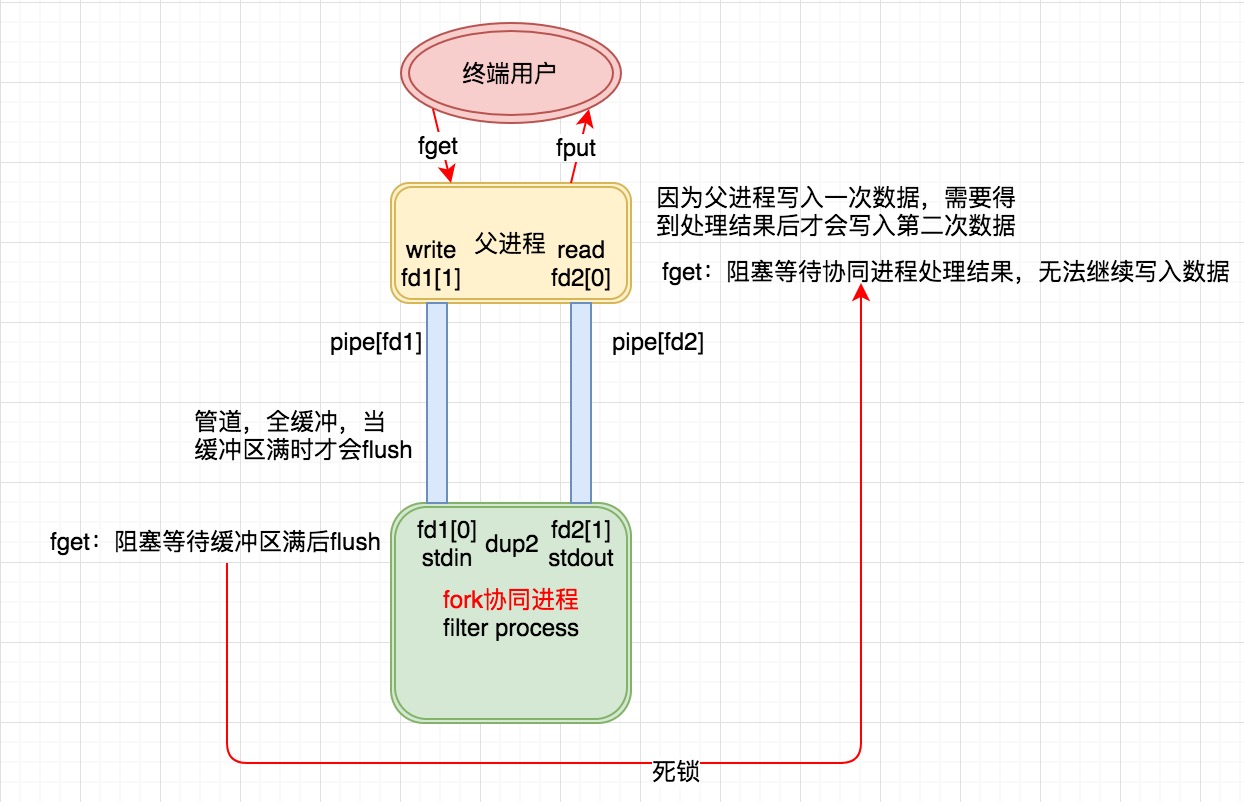 终端用户
fget
fput
因为父进程写入一次数据，需要得
到处理结果后才会写入第二次数据
父进程
write
fd1[1]
read
fd2[0]
fget：阻塞等待协同进程处理结果，无法继续写入数据
pipe[fd1]
pipe[fd2]
管道，全缓冲，当
缓冲区满时才会flush
fget：阻塞等待缓冲区满后flush
fd1[0]
stdin
dup2
fd2[1]
stdout
fork协同进程
filter process
死锁